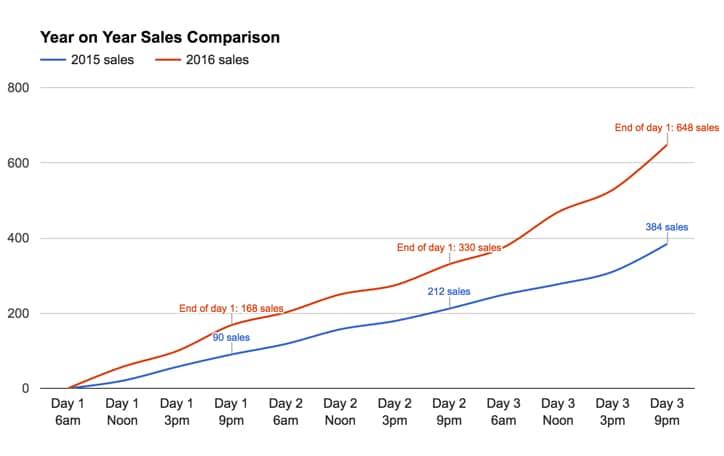 Year on Year Sales Comparison
2015 sales 2016 sales
800
End of day 1: 648 sales
600
384 sales
400
End of day 1: 330 sales
212 sales
200
End of day 1: 168 sales
90 sales
0
Day 1 Day 1 Day 1 Day 1 Day 2 Day 2 Day 2 Day 2 Day 3 Day 3 Day 3 Day 3
6am Noon 3pm 9pm 6am Noon 3pm 9pm 6am Noon 3pm 9pm